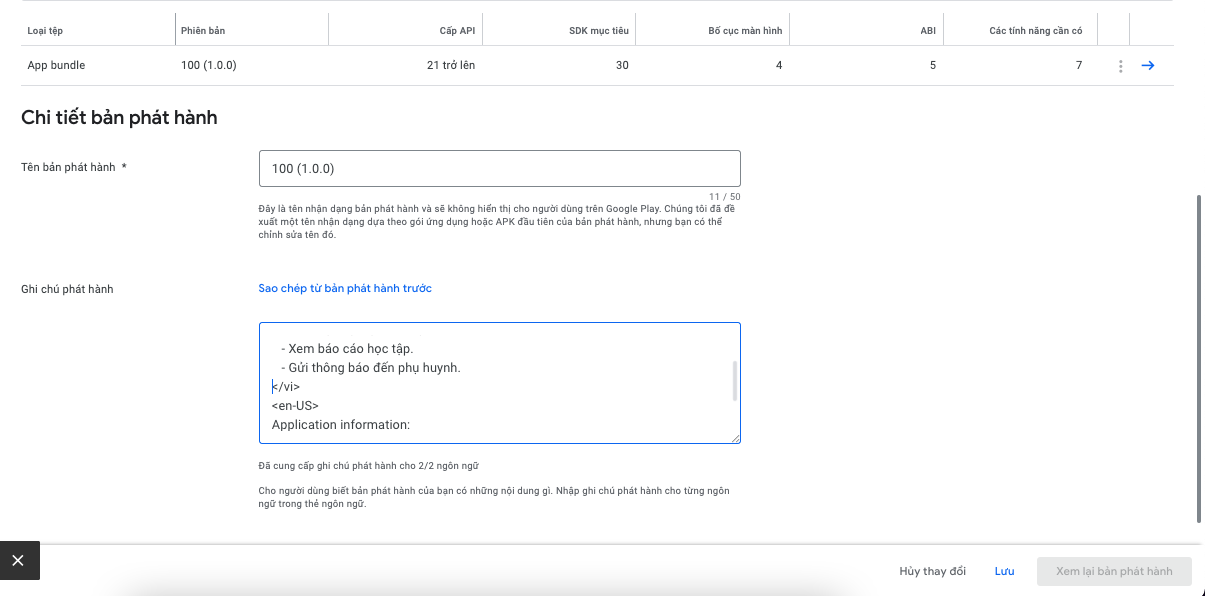 Loại tệp Phiên bản Cấp API SDK mục tiêu Bố cục màn hình ABI Các tính năng cần có
App bundle 100 (1.0.0) 21 trở lên 30 4 5 7
Chi tiết bản phát hành
Tên bản phát hành *
100 (1.0.0)
11 / 50
Đây là tên nhận dạng bản phát hành và sẽ không hiển thị cho người dùng trên Google Play. Chúng tôi đã đề
xuất một tên nhận dạng dựa theo gói ứng dụng hoặc APK đầu tiên của bản phát hành, nhưng bạn có thể
chỉnh sửa tên đó.
Ghi chú phát hành
Sao chép từ bản phát hành trước
- Xem báo cáo học tập.
- Gửi thông báo đến phụ huynh.
</vi>
<en-US>
Application information:
Đã cung cấp ghi chú phát hành cho 2/2 ngôn ngữ
Cho người dùng biết bản phát hành của bạn có những nội dung gì. Nhập ghi chú phát hành cho từng ngôn
ngữ trong thẻ ngôn ngữ.
Hủy thay đổi Lưu Xem lại bản phát hành